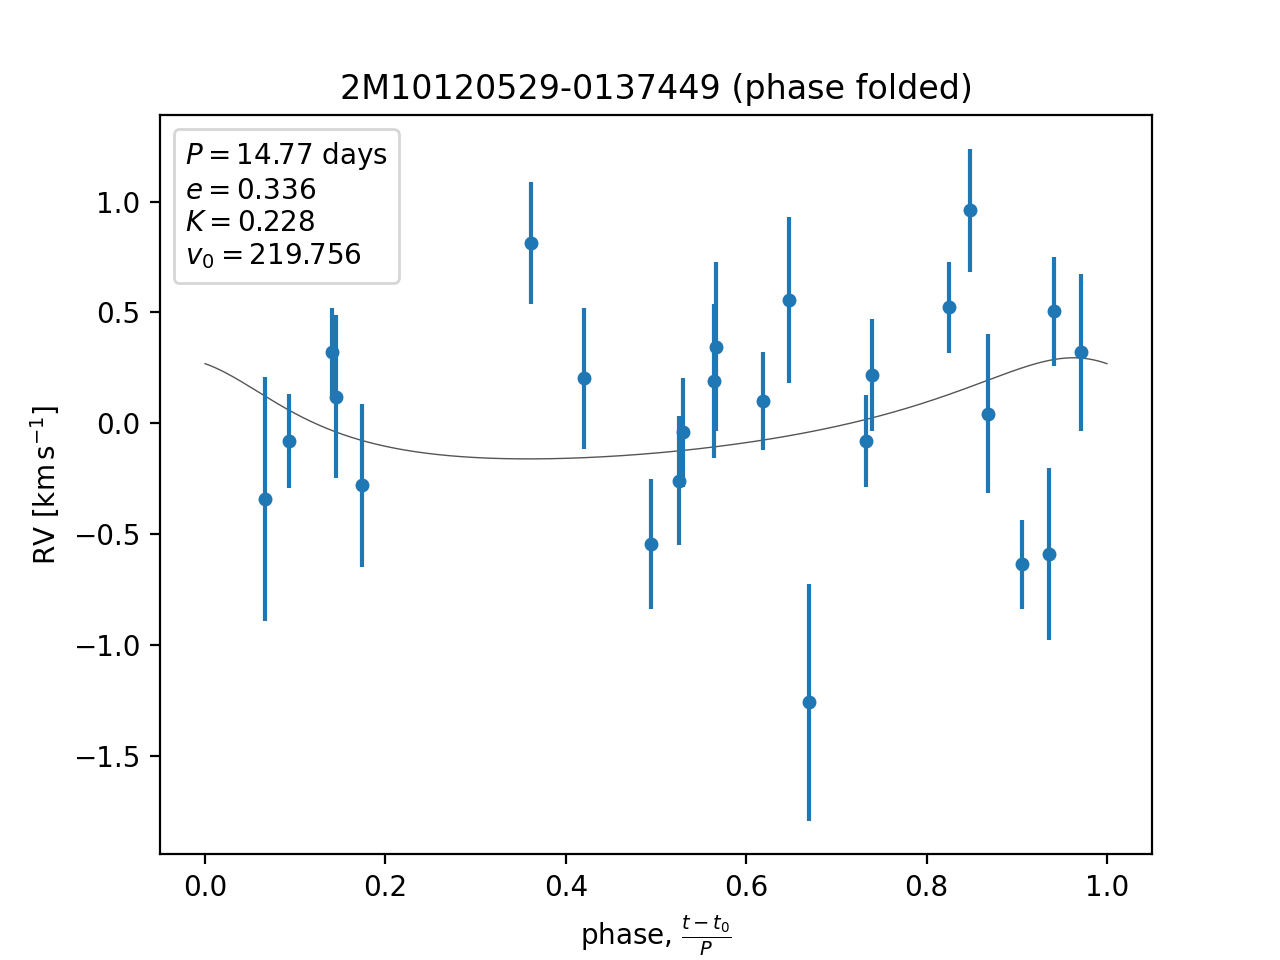 2M10120529-0137449 (phase folded)
P = 14.77 days
e = 0.336
K = 0.228
v₀ = 219.756
1.0
0.5
0.0
−0.5
−1.0
−1.5
RV [km s⁻¹]
0.0 0.2 0.4 0.6 0.8 1.0
phase, (t − t₀)/P